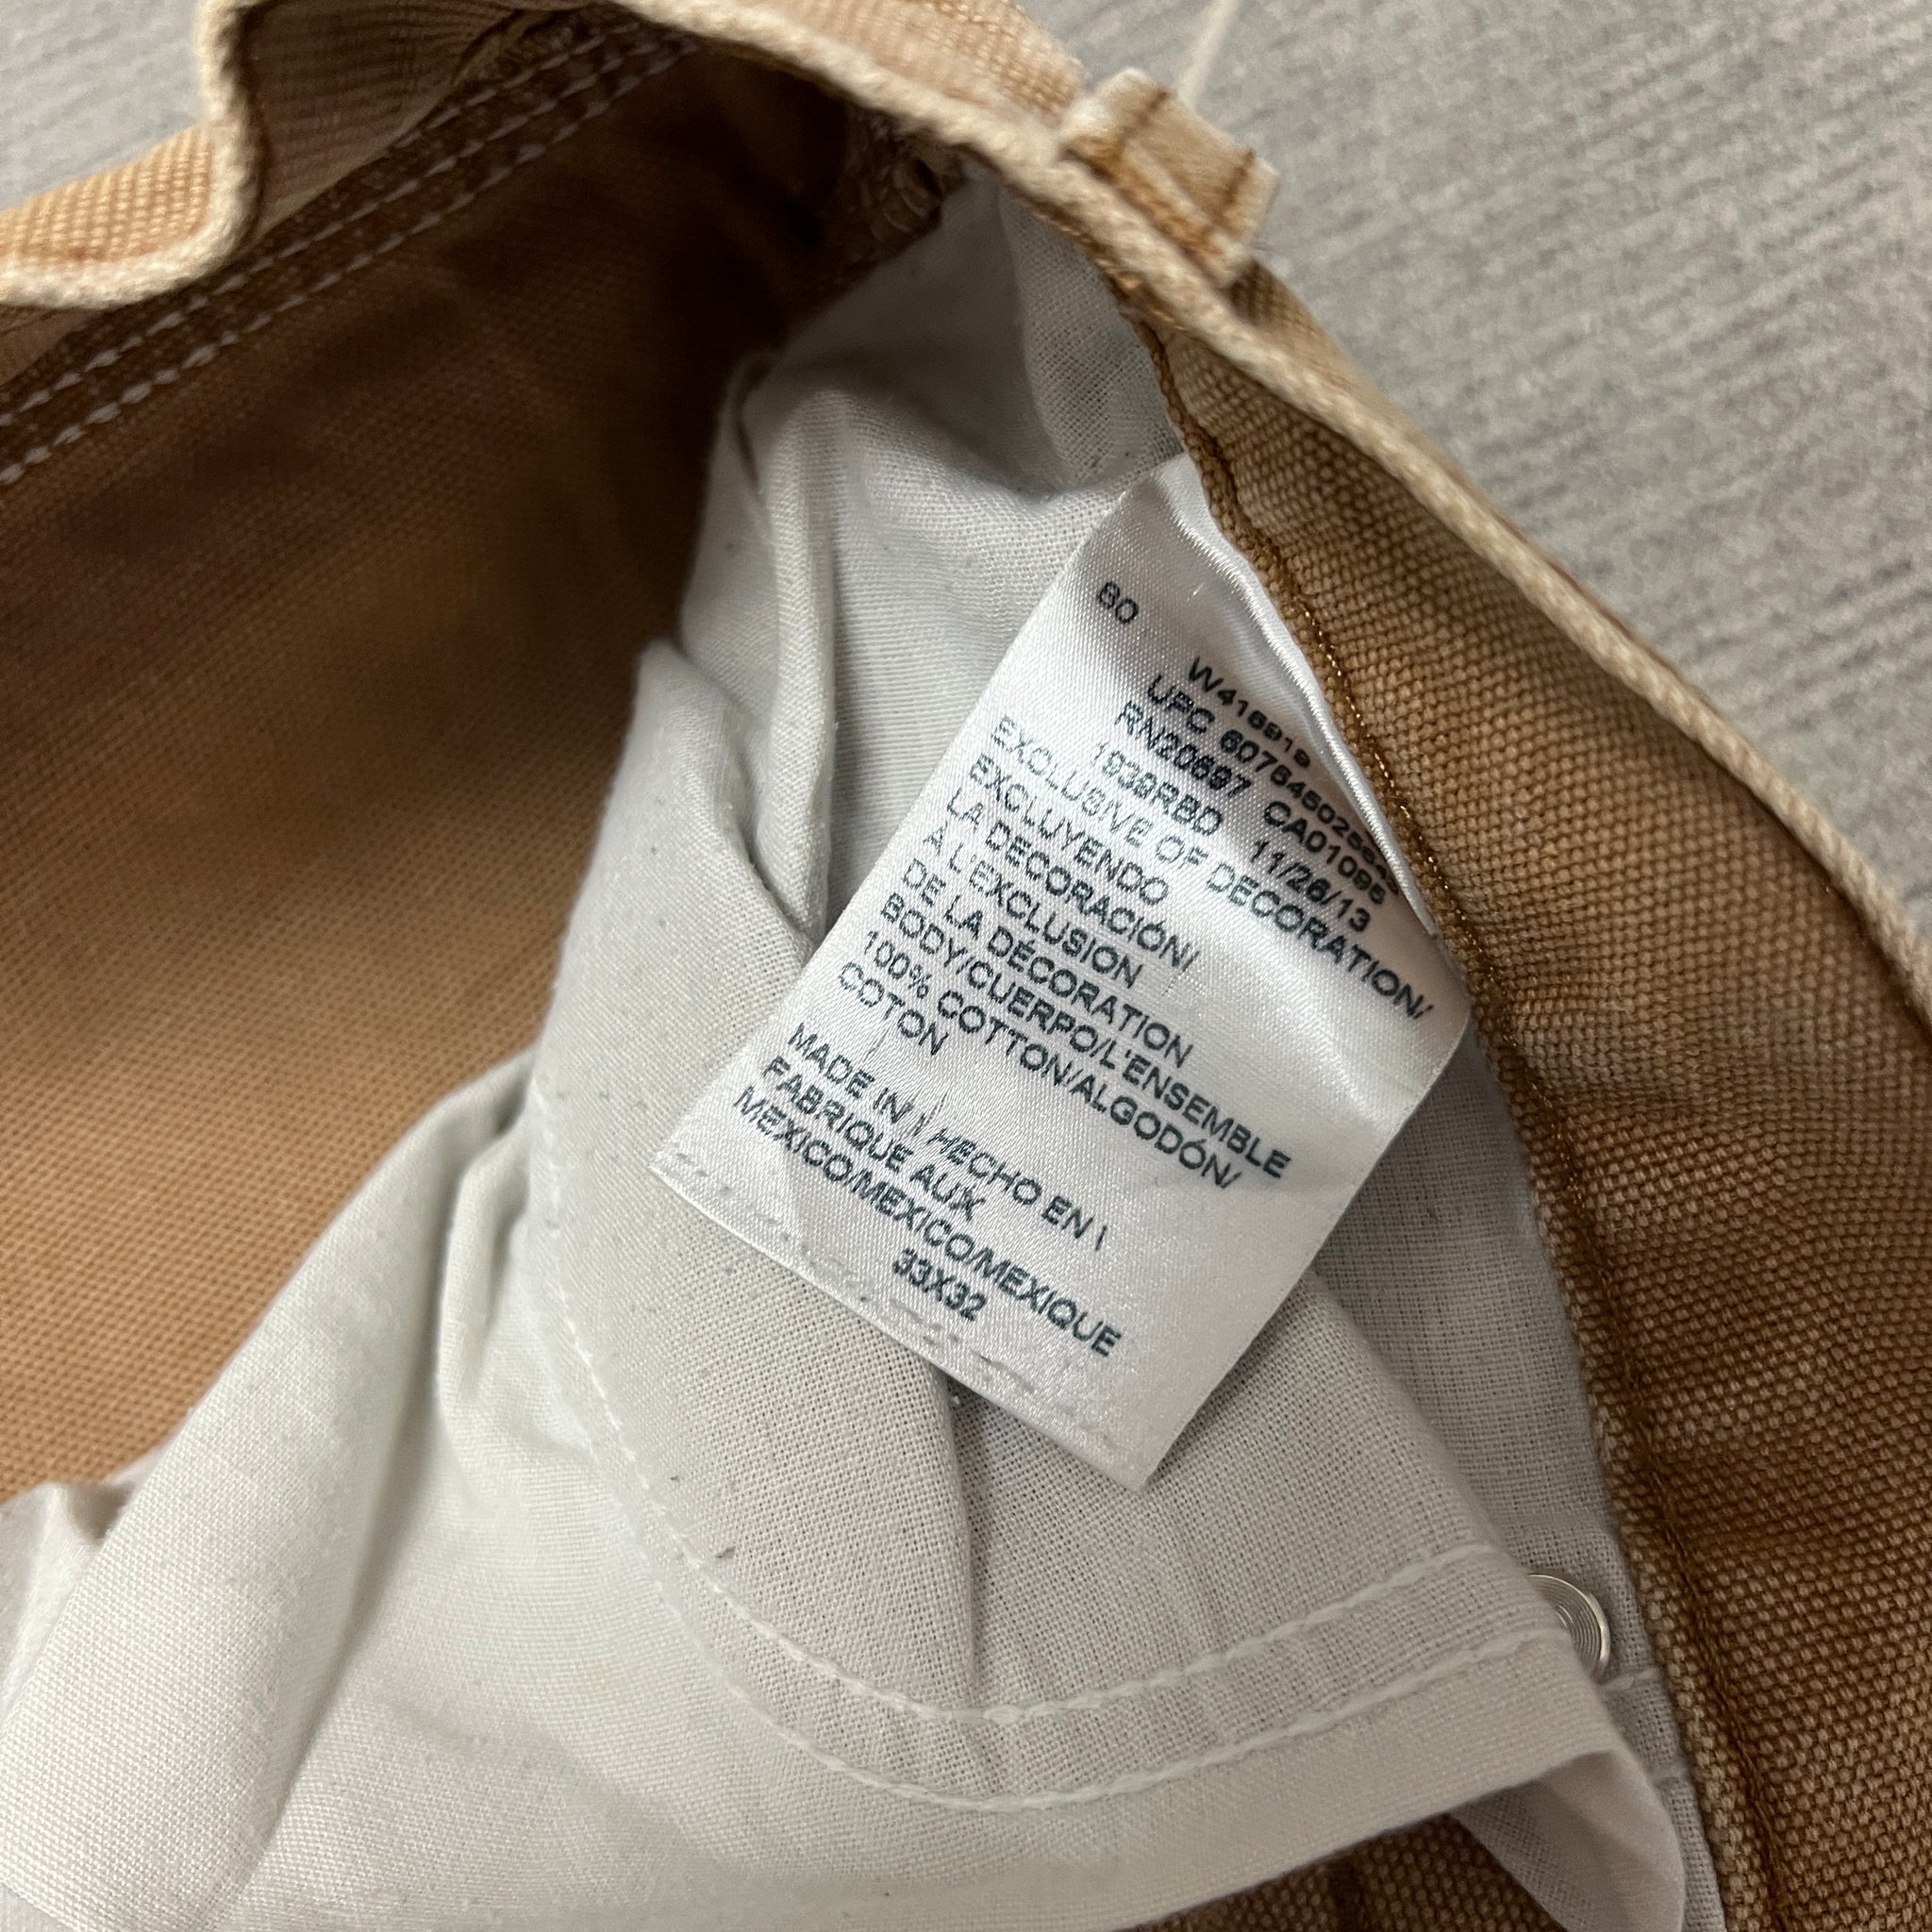 80
W416919
UPC 607645025643
RN20697 CA01095
1939RBD 11/26/13
EXCLUSIVE OF DECORATION/
EXCLUYENDO
LA DECORACIÓN/
À L'EXCLUSION
DE LA DÉCORATION
BODY/CUERPO/L'ENSEMBLE
100% COTTON/ALGODÓN/
COTON
MADE IN \ HECHO EN \
FABRIQUE AUX
MEXICO/MEXICO/MEXIQUE
33X32